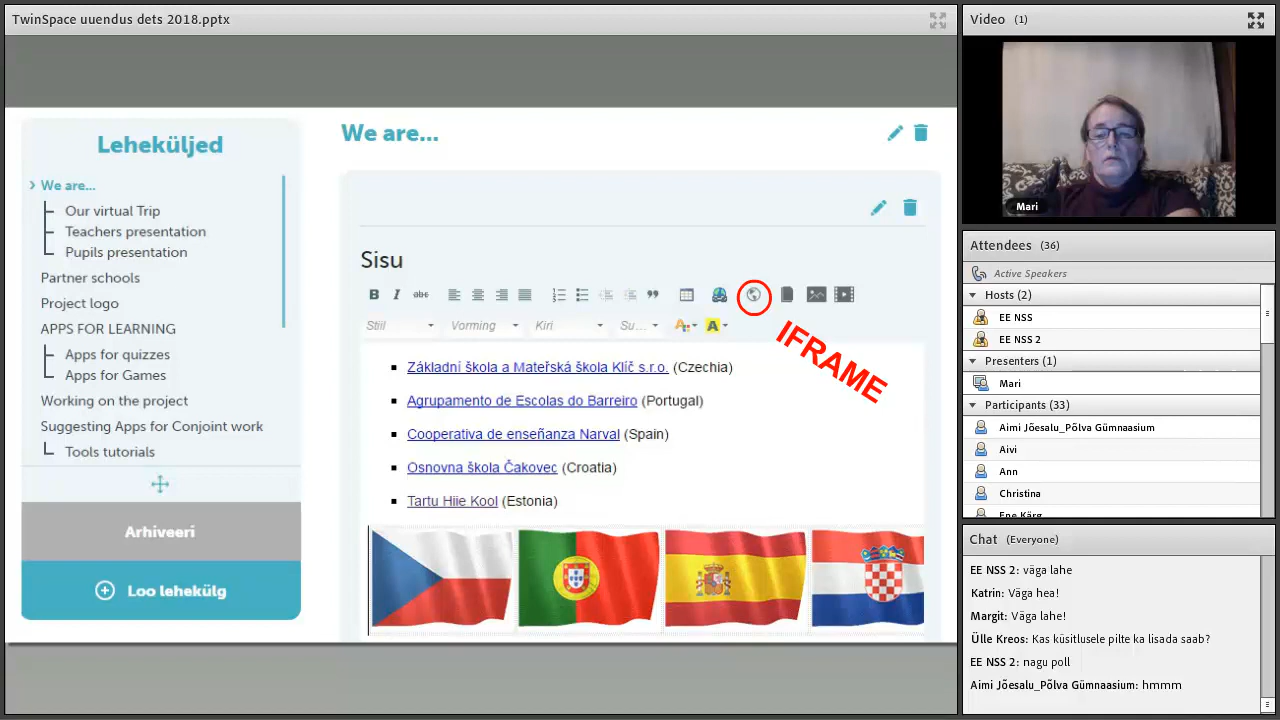 TwinSpace uuendus dets 2018.pptx
Leheküljed
We are...
Our virtual Trip
Teachers presentation
Pupils presentation
Partner schools
Project logo
APPS FOR LEARNING
Apps for quizzes
Apps for Games
Working on the project
Suggesting Apps for Conjoint work
Tools tutorials
Arhiveeri
Loo lehekülg
We are...
Sisu
B I abc
Stiil Vorming Kiri Su... A A
IFRAME
Základní škola a Mateřská škola Klíč s.r.o. (Czechia)
Agrupamento de Escolas do Barreiro (Portugal)
Cooperativa de enseñanza Narval (Spain)
Osnovna škola Čakovec (Croatia)
Tartu Hiie Kool (Estonia)
Video (1)
Mari
Attendees (36)
Active Speakers
Hosts (2)
EE NSS
EE NSS 2
Presenters (1)
Mari
Participants (33)
Aimi Jõesalu_Põlva Gümnaasium
Aivi
Ann
Christina
Ene Kärg
Chat (Everyone)
EE NSS 2: väga lahe
Katrin: Väga hea!
Margit: Väga lahe!
Ülle Kreos: Kas küsitlusele pilte ka lisada saab?
EE NSS 2: nagu poll
Aimi Jõesalu_Põlva Gümnaasium: hmmm